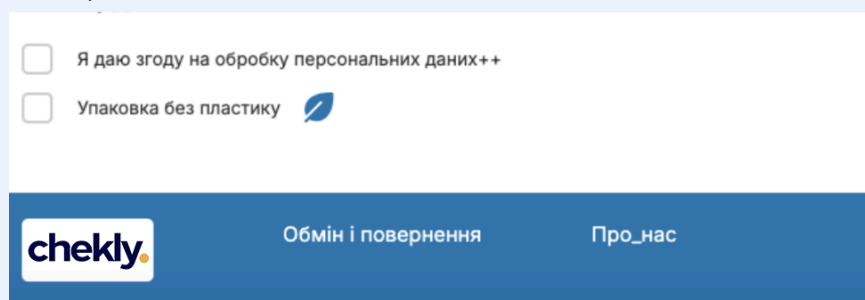 Я даю згоду на обробку персональних даних++
Упаковка без пластику
chekly.
Обмін і повернення
Про_нас